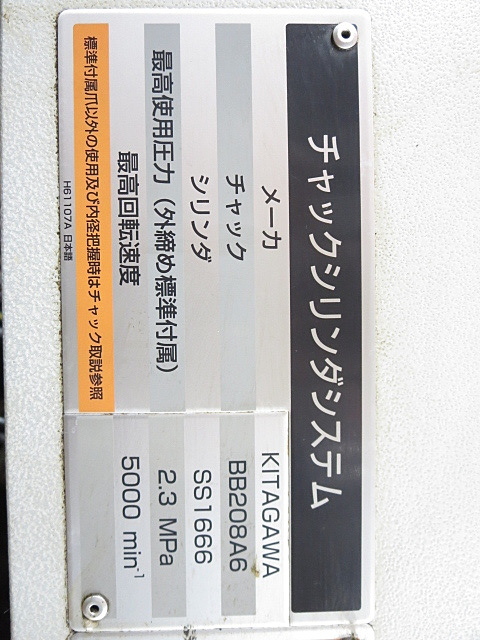 チャックシリンダシステム
メーカ KITAGAWA
チャック BB208A6
シリンダ SS1666
最高使用圧力（外締め標準付属） 2.3 MPa
最高回転速度 5000 min⁻¹
標準付属爪以外の使用及び内径把握時はチャック取説参照
H61107A 日本語